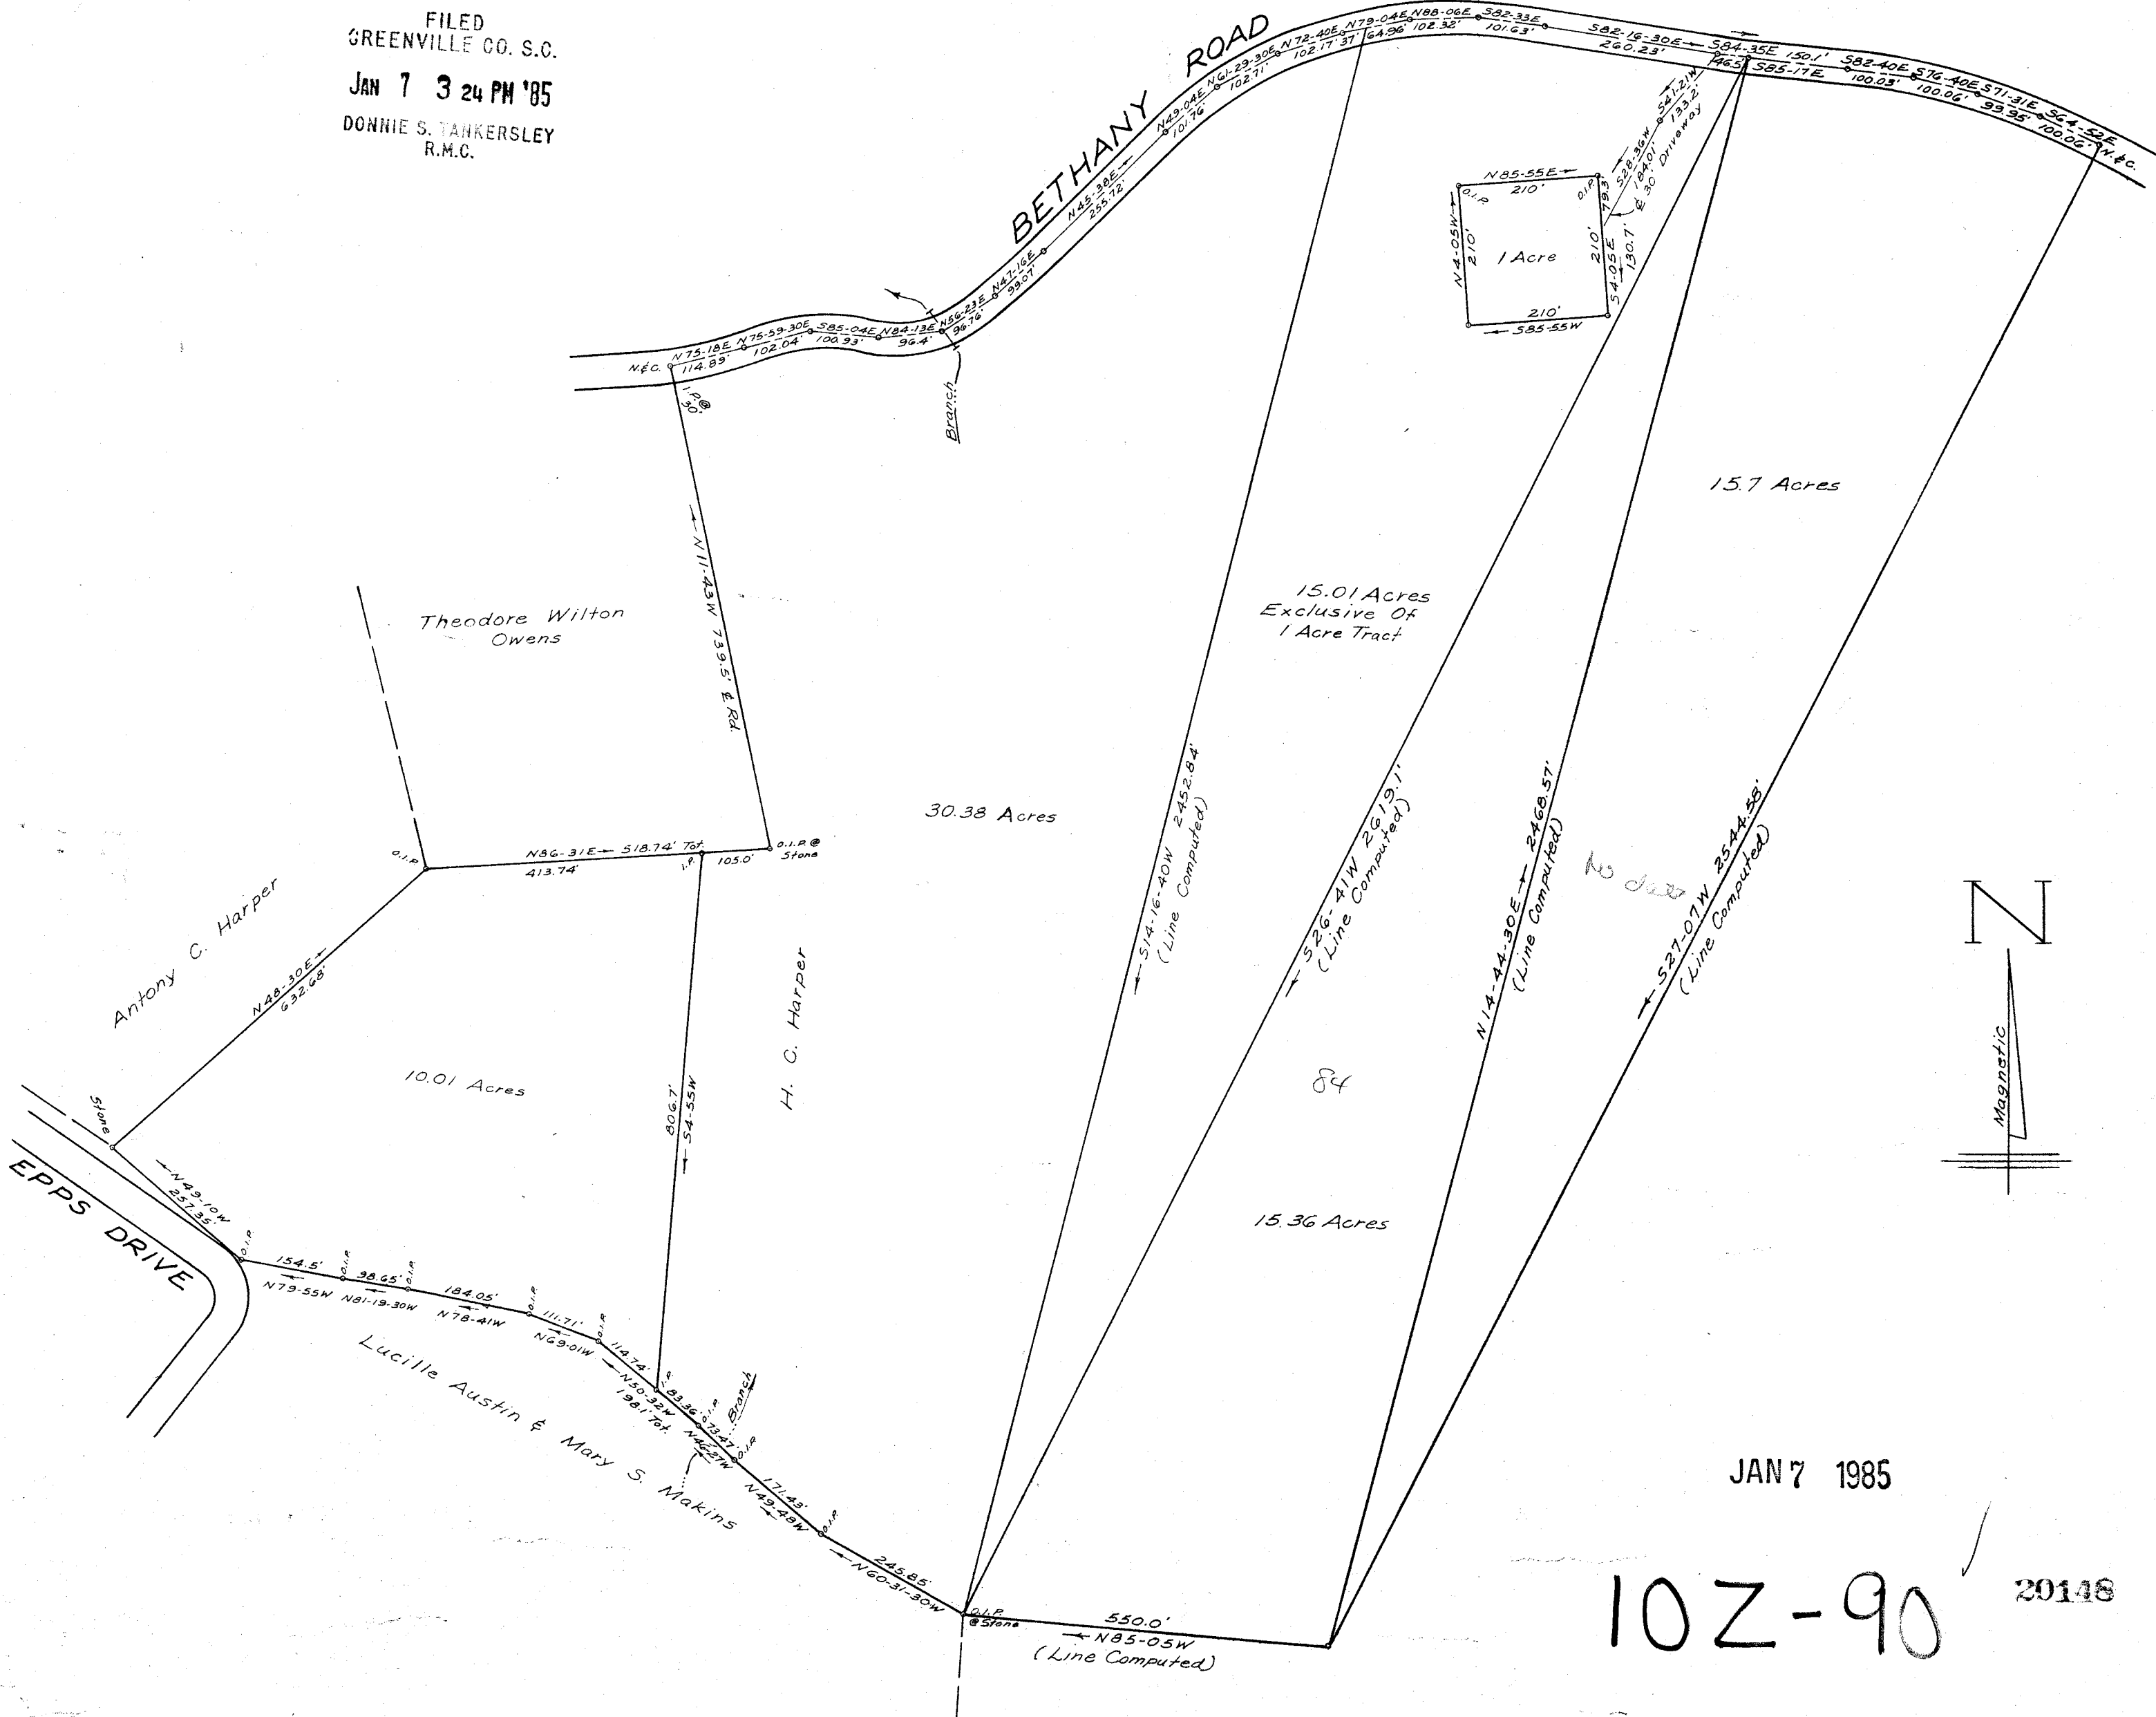 FILED
GREENVILLE CO. S.C.
JAN 7 3 24 PM '85
DONNIE S. TANKERSLEY
R.M.C.
BETHANY ROAD
N.&C.
N75-18E
114.89'
N75-59-30E
102.04'
S85-04E
100.93'
N84-13E
96.4'
N56-23E
96.76'
N47-16E
99.07'
N45-38E
255.72'
N49-04E
101.76'
N61-29-30E
102.71'
N72-40E
102.17'
N79-04E
37'
64.96'
N88-06E
102.32'
S82-33E
101.63'
S82-16-30E
260.23'
S84-35E 150.1'
S85-17E
S82-40E
100.03'
S76-40E
100.06'
S71-31E
99.95'
S64-52E
100.06'
N.&C.
S41-21W
133.2'
S28-36W
184.01'
₵ 30' Driveway
N85-55E
210'
O.I.P.
O.I.P.
79.3'
N4-05W
210'
1 Acre
210'
S4-05E
130.7'
210'
S85-55W
Branch
I.P.@
30'
15.7 Acres
N11-43W 739.5' ₵ Rd.
15.01 Acres
Exclusive Of
1 Acre Tract
Theodore Wilton
Owens
S14-16-40W 2452.84'
(Line Computed)
S26-41W 2619.1'
(Line Computed)
N14-44-30E 2468.57'
(Line Computed)
S27-07W 2544.58'
(Line Computed)
30.38 Acres
O.I.P.
N86-31E 518.74' Tot.
413.74'
I.P.
105.0'
O.I.P.@
Stone
Antony C. Harper
N48-30E
632.68'
H. C. Harper
N
Magnetic
10.01 Acres
84
806.7'
S4-55W
Stone
EPPS DRIVE
N49-10W
257.35'
O.I.P.
15.36 Acres
154.5'
N79-55W
O.I.P.
98.65'
N81-19-30W
O.I.P.
184.05'
N78-41W
O.I.P.
111.71'
N69-01W
O.I.P.
114.74'
N50-32W
198.1' Tot.
I.P.
83.36'
O.I.P.
73.47'
N46-27W
O.I.P.
Branch
Lucille Austin & Mary S. Makins
171.43'
N49-48W
O.I.P.
245.85'
N60-31-30W
O.I.P.
@Stone
550.0'
N85-05W
(Line Computed)
JAN 7 1985
10Z-90
20148